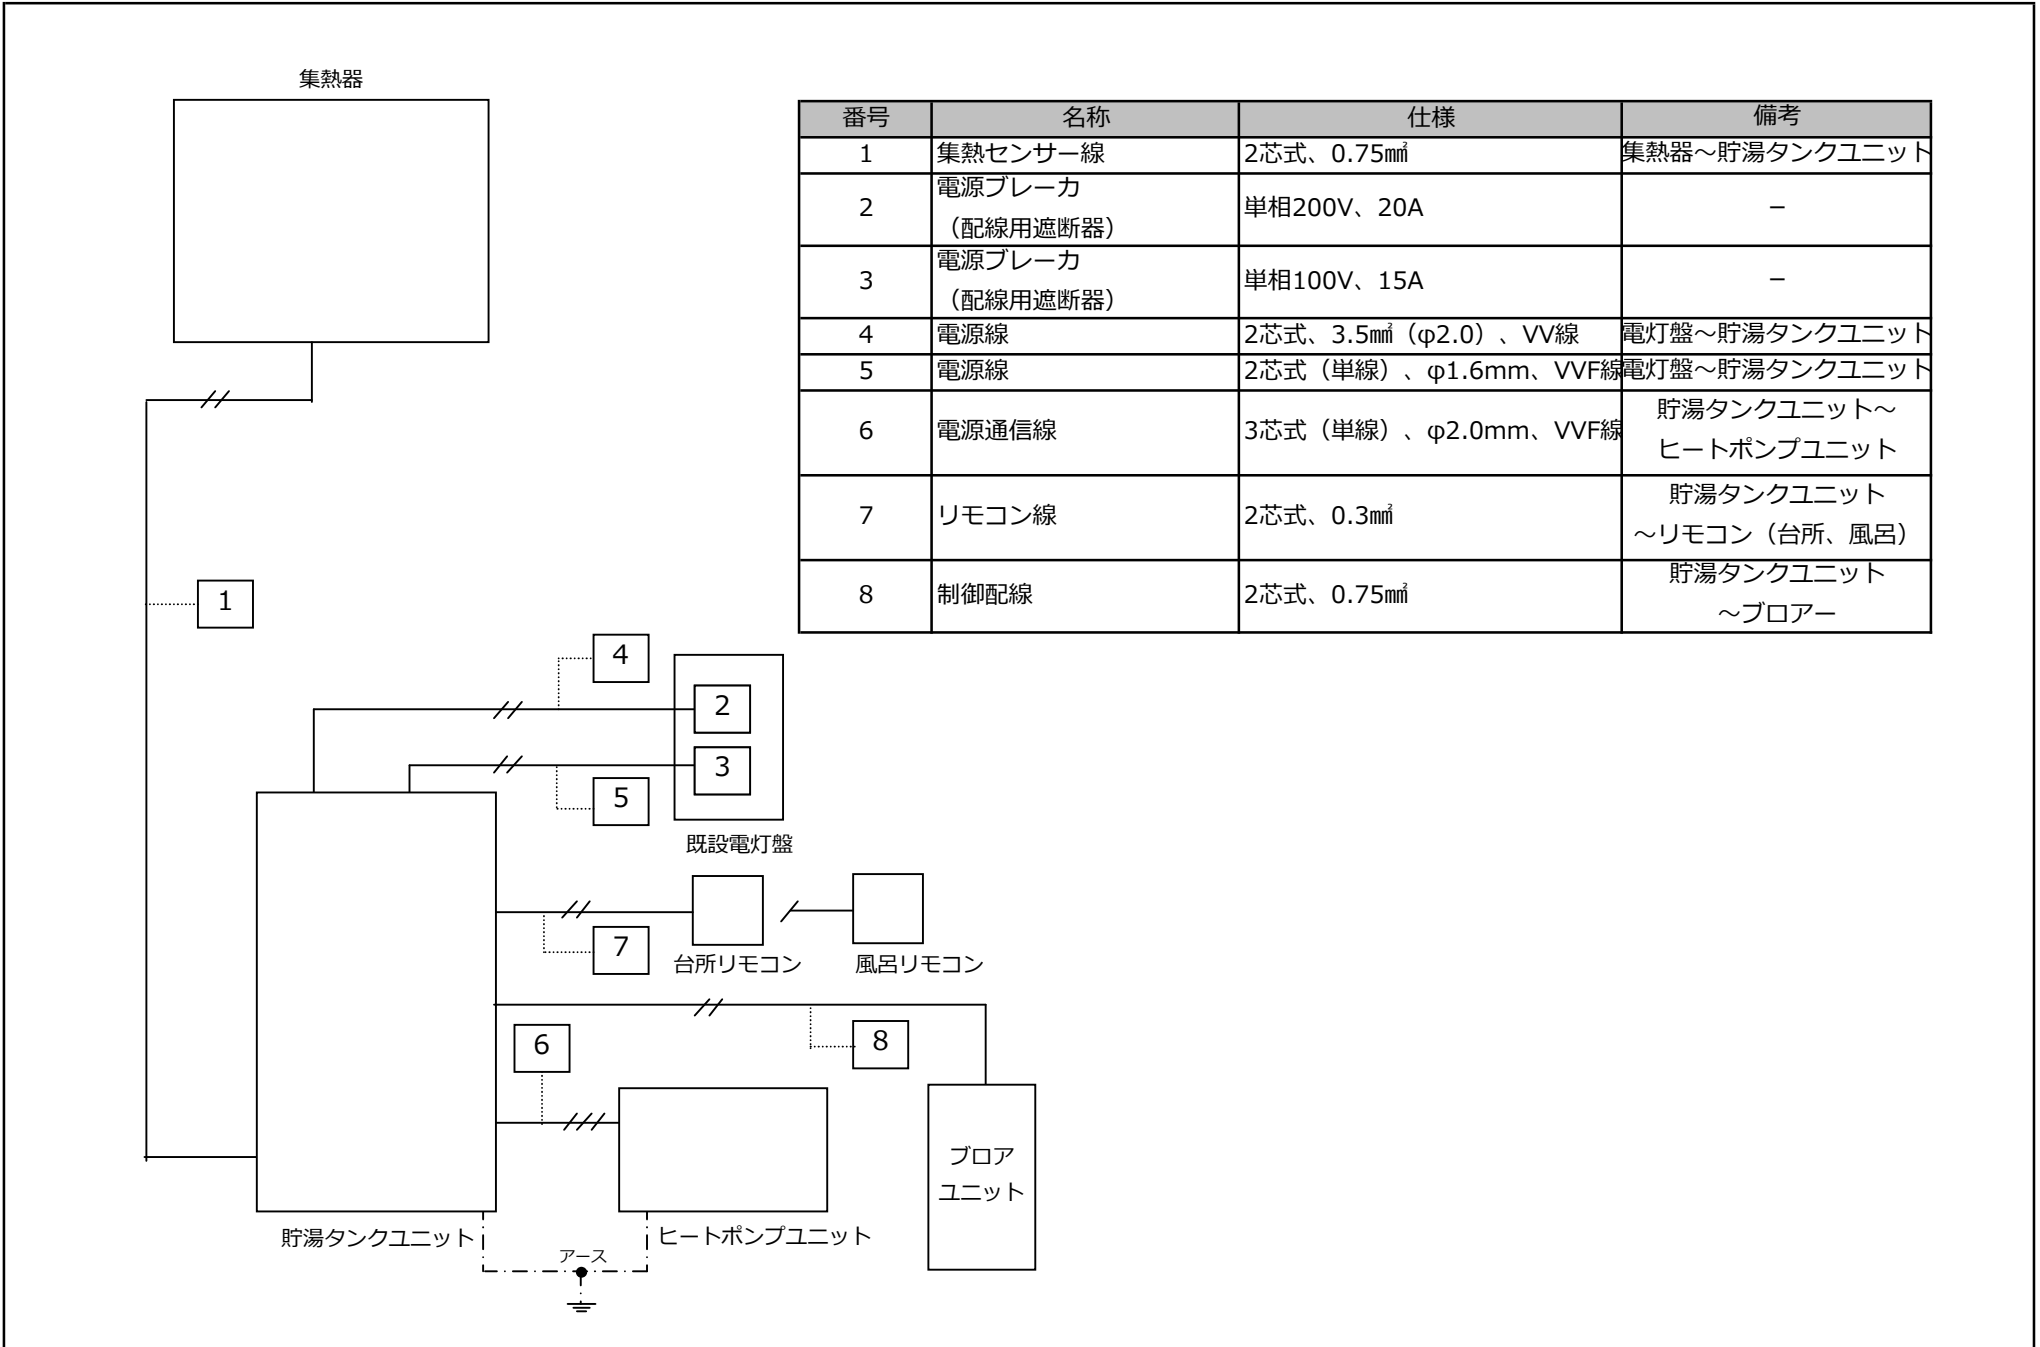 集熱器
番号 名称 仕様 備考
1 集熱センサー線 2芯式、0.75㎟ 集熱器～貯湯タンクユニット
2 電源ブレーカ
（配線用遮断器） 単相200V、20A －
3 電源ブレーカ
（配線用遮断器） 単相100V、15A －
4 電源線 2芯式、3.5㎟（φ2.0）、VV線 電灯盤～貯湯タンクユニット
5 電源線 2芯式（単線）、φ1.6mm、VVF線 電灯盤～貯湯タンクユニット
6 電源通信線 3芯式（単線）、φ2.0mm、VVF線 貯湯タンクユニット～
ヒートポンプユニット
7 リモコン線 2芯式、0.3㎟ 貯湯タンクユニット
～リモコン（台所、風呂）
8 制御配線 2芯式、0.75㎟ 貯湯タンクユニット
～ブロアー
1
4
2
3
5
既設電灯盤
7
台所リモコン
風呂リモコン
8
6
ブロア
ユニット
貯湯タンクユニット
ヒートポンプユニット
アース